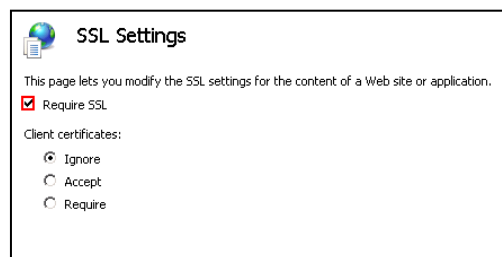 SSL Settings
This page lets you modify the SSL settings for the content of a Web site or application.
Require SSL
Client certificates:
Ignore
Accept
Require